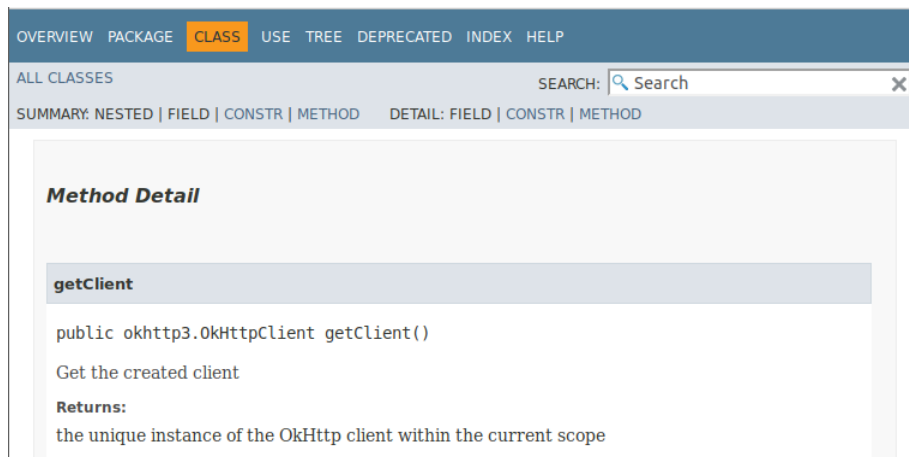 OVERVIEW PACKAGE CLASS USE TREE DEPRECATED INDEX HELP
ALL CLASSES
SEARCH: Search
SUMMARY: NESTED | FIELD | CONSTR | METHOD DETAIL: FIELD | CONSTR | METHOD
Method Detail
getClient
public okhttp3.OkHttpClient getClient()
Get the created client
Returns:
the unique instance of the OkHttp client within the current scope